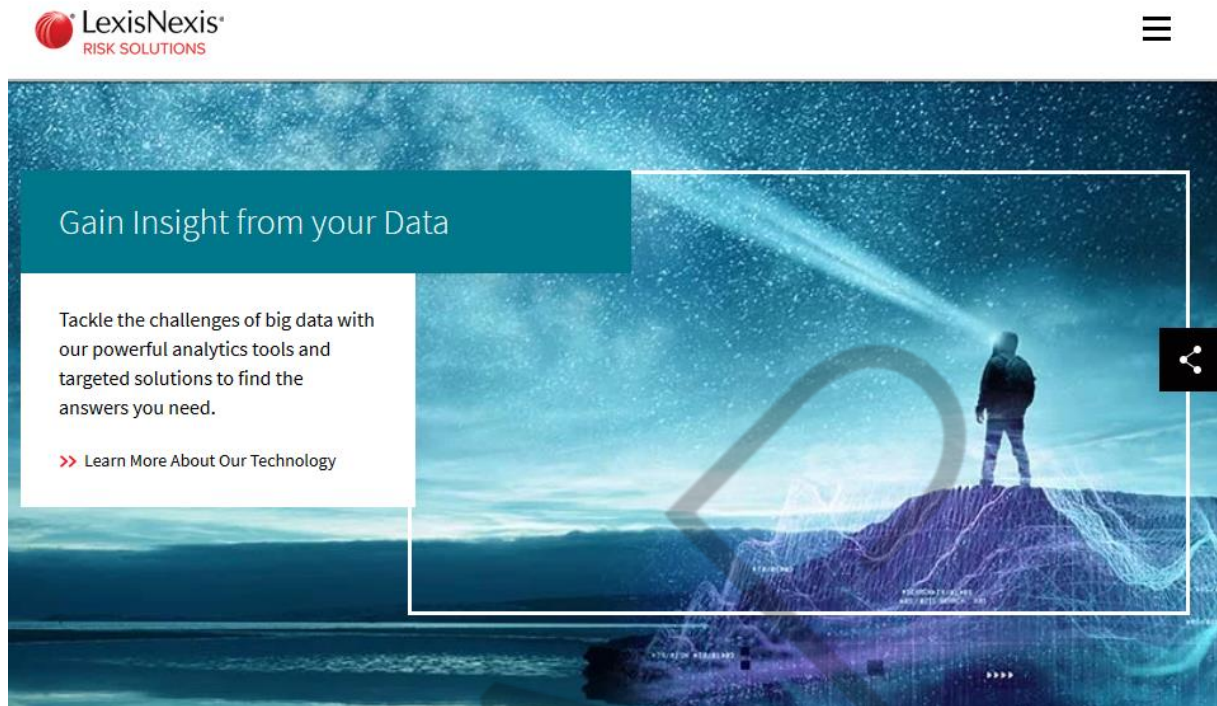 LexisNexis®
RISK SOLUTIONS
Gain Insight from your Data
Tackle the challenges of big data with
our powerful analytics tools and
targeted solutions to find the
answers you need.
>> Learn More About Our Technology